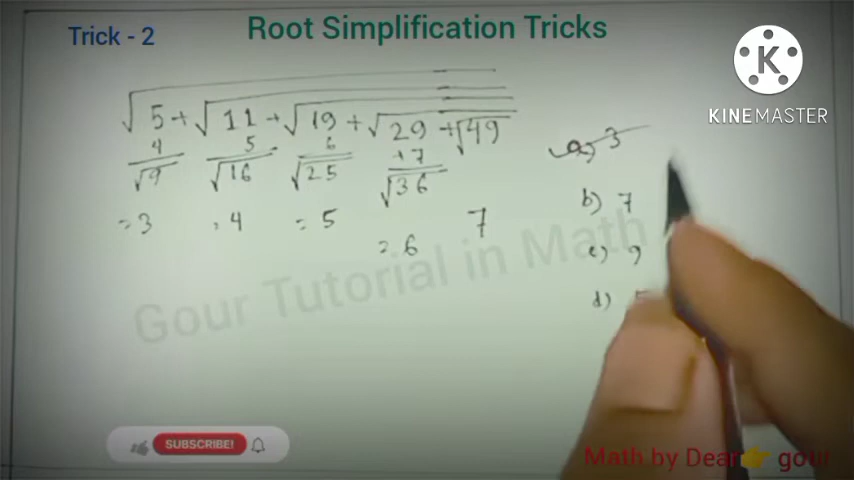 Trick - 2
Root Simplification Tricks
K
KINEMASTER
√5+√11+√19+√29+√49
4 5 6 +7
√9 √16 √25 √36
= 3 = 4 = 5 = 6 7
a) 3
b) 7
c) 9
d) 5
Gour Tutorial in Math
SUBSCRIBE!
Math by Dear👉 gour